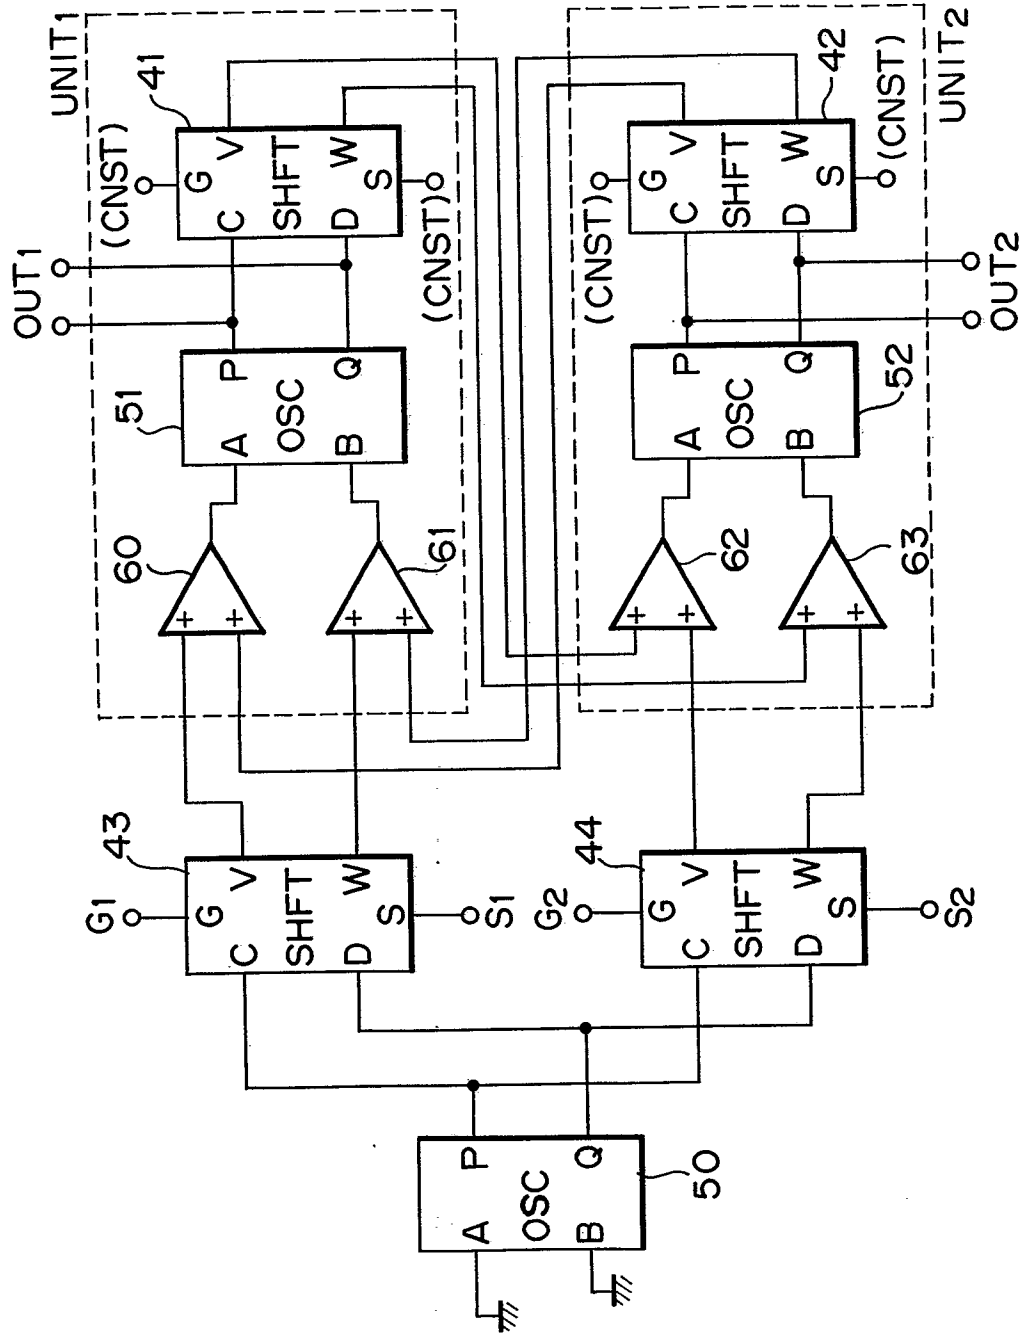 UNIT1
UNIT2
OUT1
(CNST)
41
G
C
V
SHFT
D
W
S
(CNST)
(CNST)
G
C
V
SHFT
D
W
S
42
(CNST)
OUT2
51
P
A
OSC
Q
B
P
A
OSC
Q
B
52
60
+
+
61
+
+
62
+
+
63
+
+
43
G1
G
C
V
SHFT
D
W
S
S1
44
G2
G
C
V
SHFT
D
W
S
S2
P
A
OSC
Q
B
50